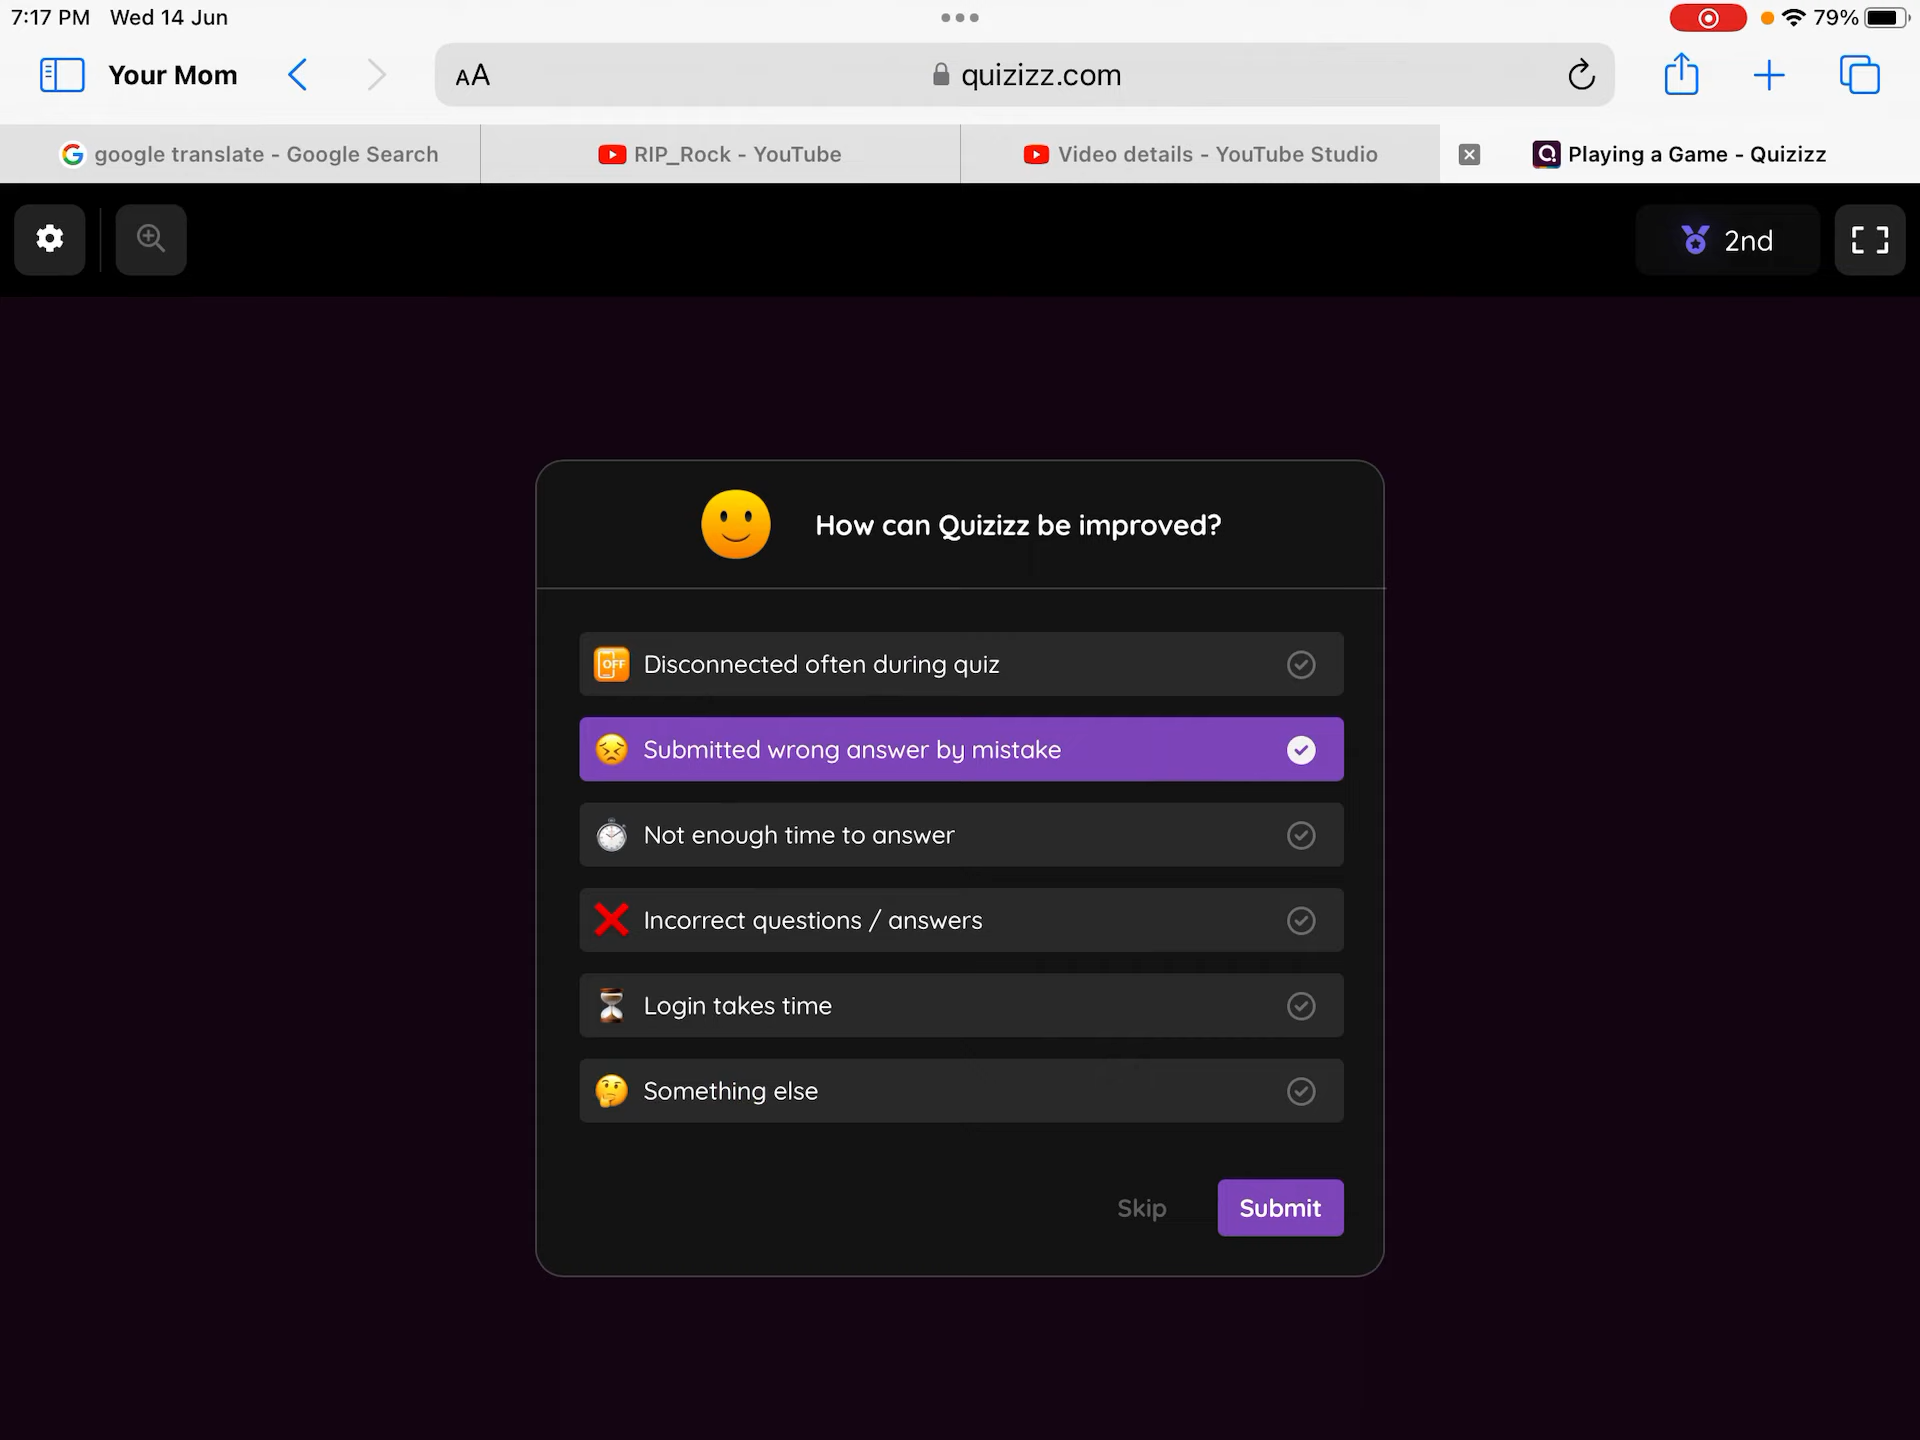 7:17 PM Wed 14 Jun
79%
Your Mom
AA
quizizz.com
google translate - Google Search
RIP_Rock - YouTube
Video details - YouTube Studio
Playing a Game - Quizizz
2nd
How can Quizizz be improved?
OFF Disconnected often during quiz
Submitted wrong answer by mistake
Not enough time to answer
Incorrect questions / answers
Login takes time
Something else
Skip
Submit